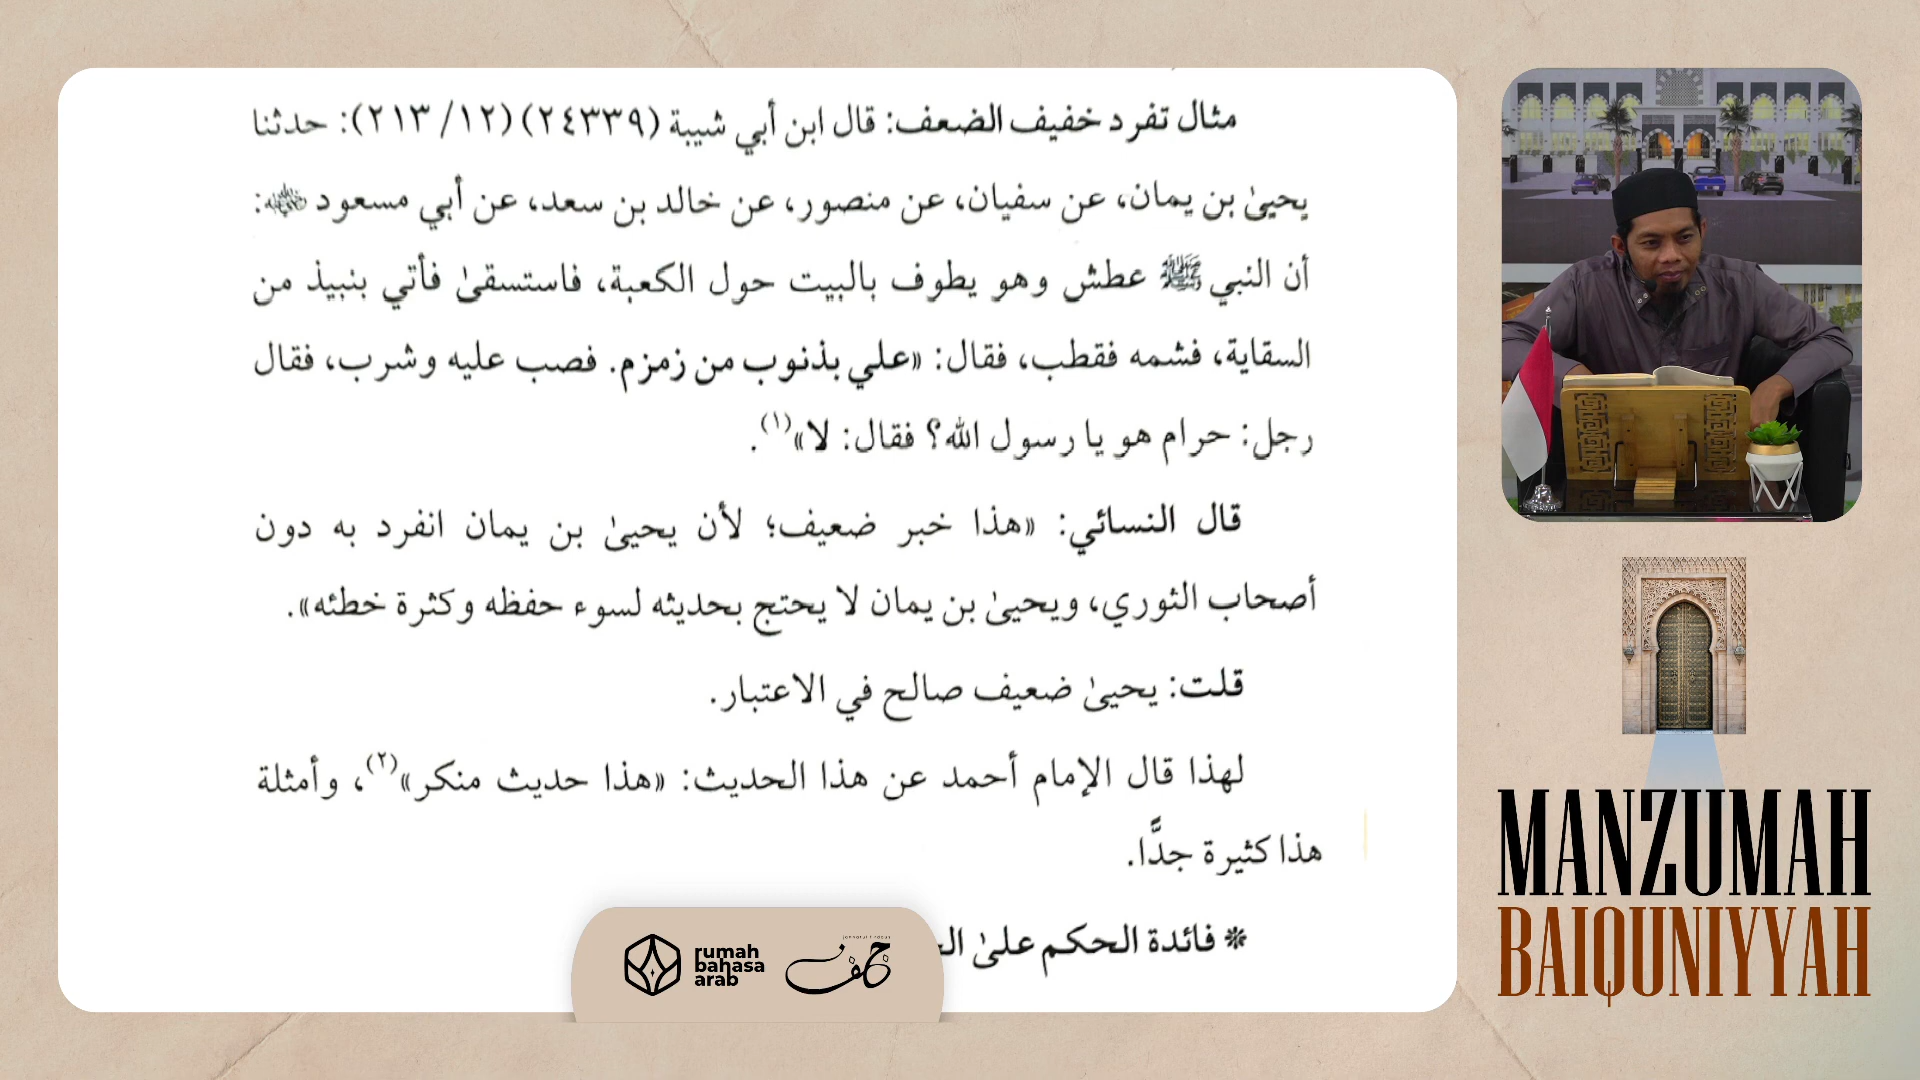 مثال تفرد خفيف الضعف: قال ابن أبي شيبة (٢٤٣٣٩) (١٢/ ٢١٣): حدثنا
يحيىٰ بن يمان، عن سفيان، عن منصور، عن خالد بن سعد، عن أبي مسعود رضي الله عنه:
أن النبي ﷺ عطش وهو يطوف بالبيت حول الكعبة، فاستسقىٰ فأتي بنبيذ من
السقاية، فشمه فقطب، فقال: «علي بذنوب من زمزم. فصب عليه وشرب، فقال
رجل: حرام هو يا رسول الله؟ فقال: لا»(١).
قال النسائي: «هذا خبر ضعيف؛ لأن يحيىٰ بن يمان انفرد به دون
أصحاب الثوري، ويحيىٰ بن يمان لا يحتج بحديثه لسوء حفظه وكثرة خطئه».
قلت: يحيىٰ ضعيف صالح في الاعتبار.
لهذا قال الإمام أحمد عن هذا الحديث: «هذا حديث منكر»(٢)، وأمثلة
هذا كثيرة جدًّا.
* فائدة الحكم علىٰ
rumah
bahasa
arab
MANZUMAH
BAIQUNIYYAH